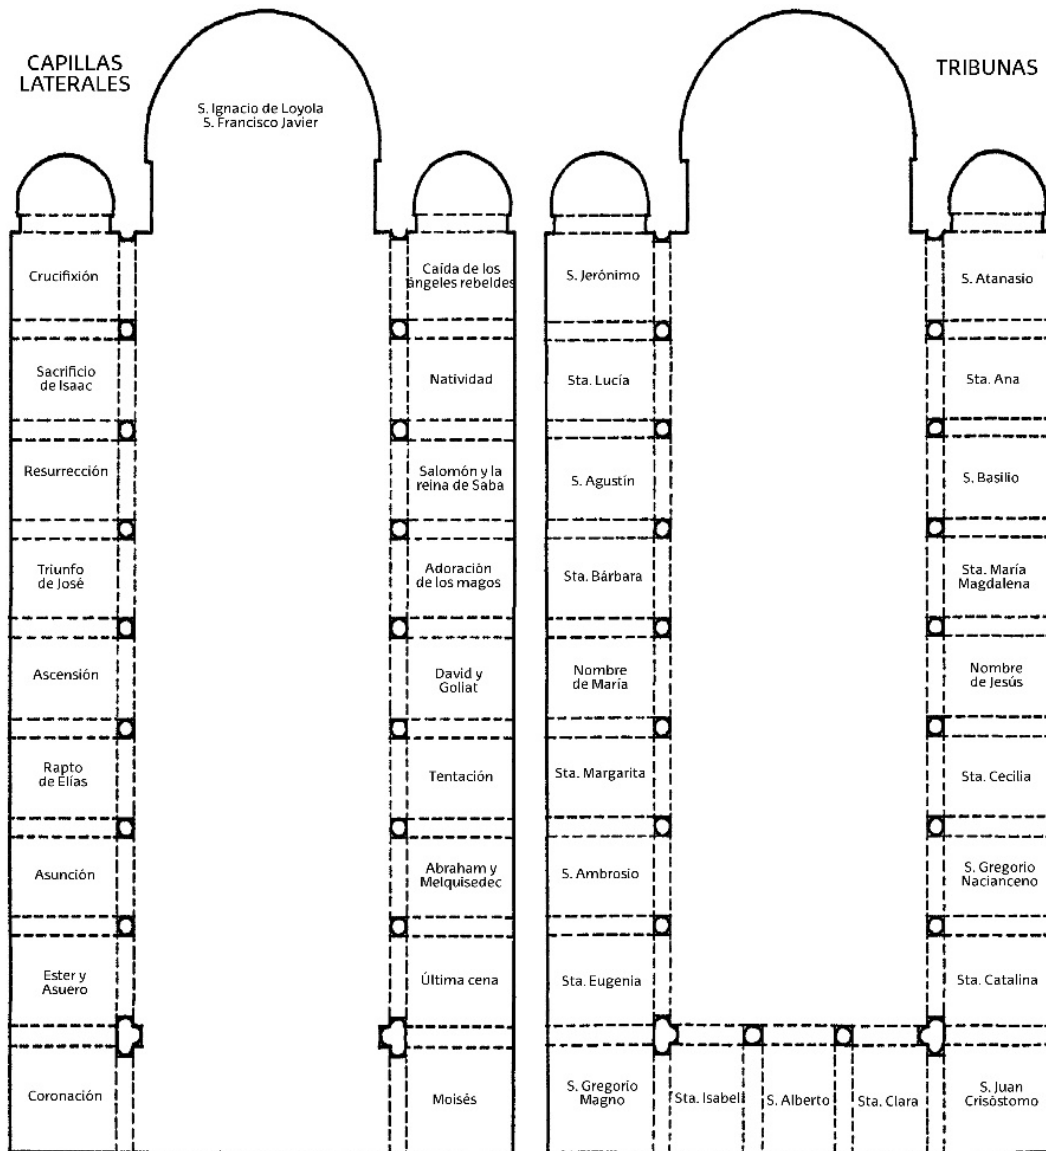 CAPILLAS
LATERALES
S. Ignacio de Loyola
S. Francisco Javier
Crucifixión
Caída de los
ángeles rebeldes
Sacrificio
de Isaac
Natividad
Resurrección
Salomón y la
reina de Saba
Triunfo
de José
Adoración
de los magos
Ascensión
David y
Goliat
Rapto
de Elías
Tentación
Asunción
Abraham y
Melquisedec
Ester y
Asuero
Última cena
Coronación
Moisés
TRIBUNAS
S. Jerónimo
S. Atanasio
Sta. Lucía
Sta. Ana
S. Agustín
S. Basilio
Sta. Bárbara
Sta. María
Magdalena
Nombre
de María
Nombre
de Jesús
Sta. Margarita
Sta. Cecilia
S. Ambrosio
S. Gregorio
Nacianceno
Sta. Eugenia
Sta. Catalina
S. Gregorio
Magno
Sta. Isabel
S. Alberto
Sta. Clara
S. Juan
Crisóstomo